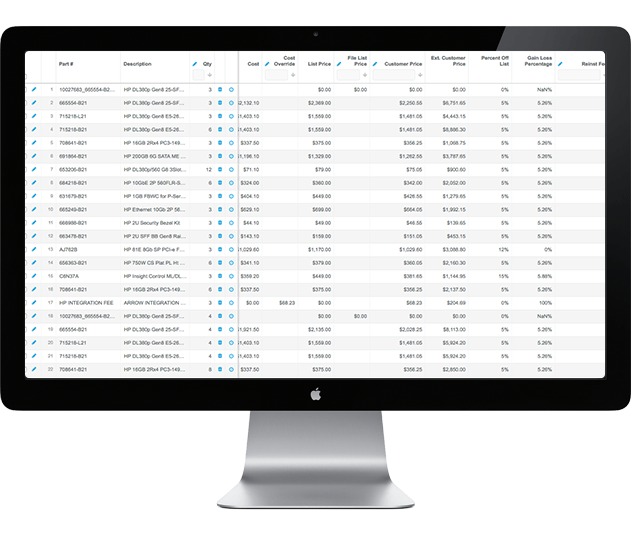 Part # Description Qty Cost Cost Override List Price File List Price Customer Price Ext. Customer Price Percent Off List Gain Loss Percentage Reinst Fe
1 10027683_665554-B2... HP DL380p Gen8 25-SF... 3 $0.00 $0.00 $0.00 $0.00 0% NaN%
2 665554-B21 HP DL380p Gen8 25-SF... 3 $2,132.10 $2,369.00 $2,250.55 $6,751.65 5% 5.26%
3 715218-L21 HP DL380p Gen8 E5-26... 3 $1,403.10 $1,559.00 $1,481.05 $4,443.15 5% 5.26%
4 715218-B21 HP DL380p Gen8 E5-26... 6 $1,403.10 $1,559.00 $1,481.05 $8,886.30 5% 5.26%
5 708641-B21 HP 16GB 2Rx4 PC3-149... 3 $337.50 $375.00 $356.25 $1,068.75 5% 5.26%
6 691864-B21 HP 200GB 6G SATA ME ... 3 $1,196.10 $1,329.00 $1,262.55 $3,787.65 5% 5.26%
7 653206-B21 HP DL380p/560 G8 3Slot... 12 $71.10 $79.00 $75.05 $900.60 5% 5.26%
8 684218-B21 HP 10GbE 2P 560FLR-S... 6 $324.00 $360.00 $342.00 $2,052.00 5% 5.26%
9 631679-B21 HP 1GB FBWC for P-Ser... 3 $404.10 $449.00 $426.55 $1,279.65 5% 5.26%
10 665249-B21 HP Ethernet 10Gb 2P 56... 3 $629.10 $699.00 $664.05 $1,992.15 5% 5.26%
11 666988-B21 HP 2U Security Bezel Kit 3 $44.10 $49.00 $46.55 $139.65 5% 5.26%
12 663478-B21 HP 2U SFF BB Gen8 Rai... 3 $143.10 $159.00 $151.05 $453.15 5% 5.26%
13 AJ762B HP 81E 8Gb SP PCI-e F... 3 $1,029.60 $1,170.00 $1,029.60 $3,088.80 12% 0%
14 656363-B21 HP 750W CS Plat PL Ht ... 6 $341.10 $379.00 $360.05 $2,160.30 5% 5.26%
15 C6N37A HP Insight Control ML/DL... 3 $359.20 $449.00 $381.65 $1,144.95 15% 5.88%
16 708641-B21 HP 16GB 2Rx4 PC3-149... 6 $337.50 $375.00 $356.25 $2,137.50 5% 5.26%
17 HP INTEGRATION FEE ARROW INTEGRATION ... 3 $0.00 $68.23 $0.00 $68.23 $204.69 0% 100%
18 10027683_665554-B2... HP DL380p Gen8 25-SF... 4 $0.00 $0.00 $0.00 $0.00 0% NaN%
19 665554-B21 HP DL380p Gen8 25-SF... 4 $1,921.50 $2,135.00 $2,028.25 $8,113.00 5% 5.26%
20 715218-L21 HP DL380p Gen8 E5-26... 4 $1,403.10 $1,559.00 $1,481.05 $5,924.20 5% 5.26%
21 715218-B21 HP DL380p Gen8 E5-26... 4 $1,403.10 $1,559.00 $1,481.05 $5,924.20 5% 5.26%
22 708641-B21 HP 16GB 2Rx4 PC3-149... 8 $337.50 $375.00 $356.25 $2,850.00 5% 5.26%